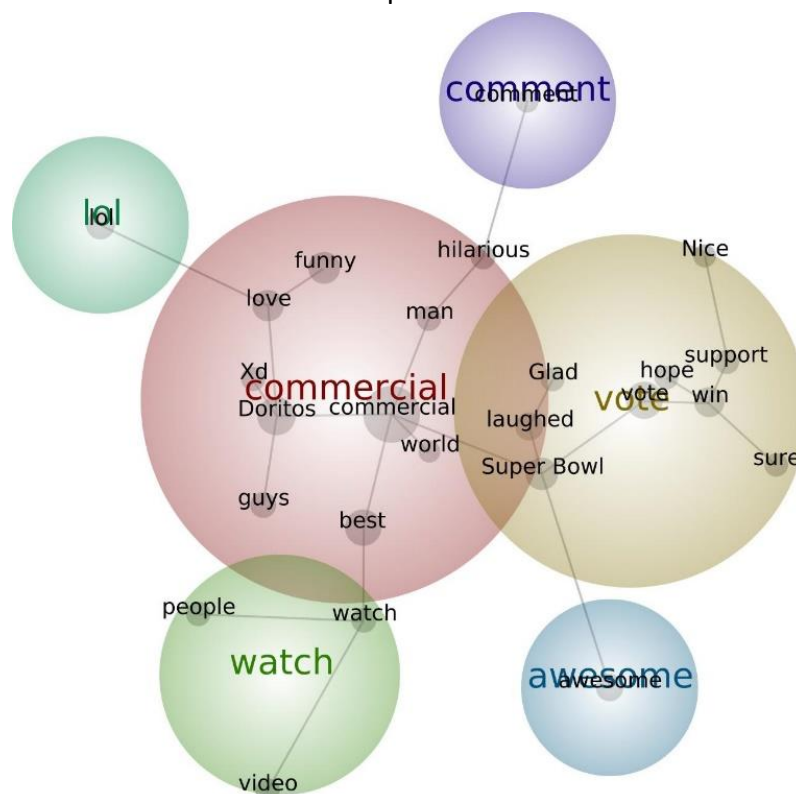 comment
comment
lol
lol
hilarious
Nice
funny
love
man
support
Xd
Glad
hope
commercial
vote
vote
win
Doritos
commercial
laughed
world
Super Bowl
sure
guys
best
people
watch
watch
awesome
awesome
video